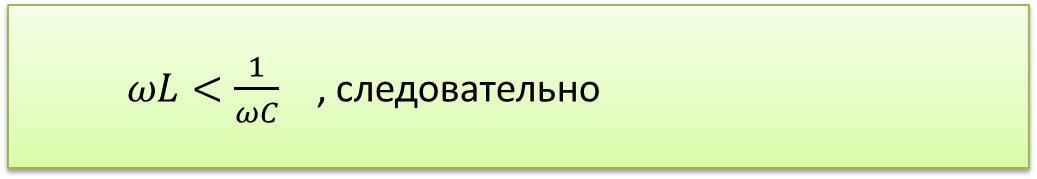 𝜔𝐿 < 1/𝜔𝐶 , следовательно